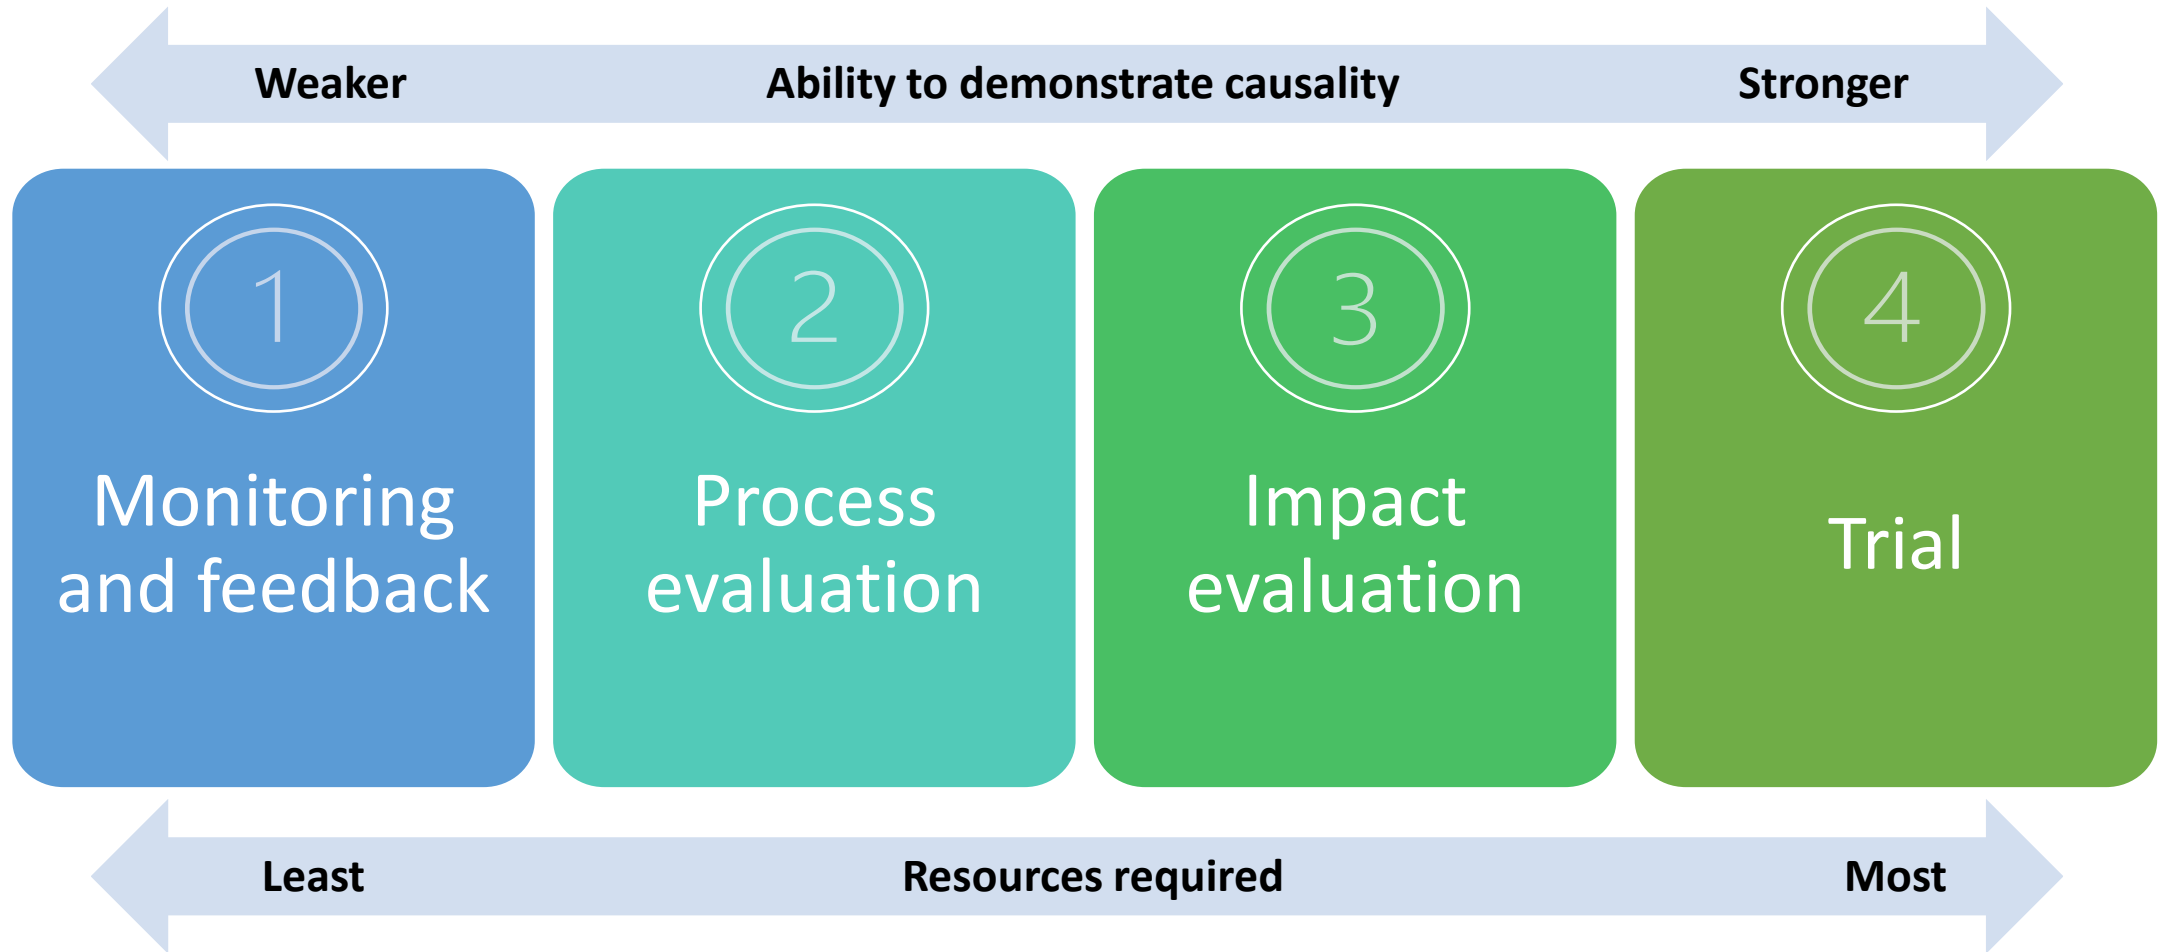 Weaker Ability to demonstrate causality Stronger
1
Monitoring
and feedback
2
Process
evaluation
3
Impact
evaluation
4
Trial
Least Resources required Most